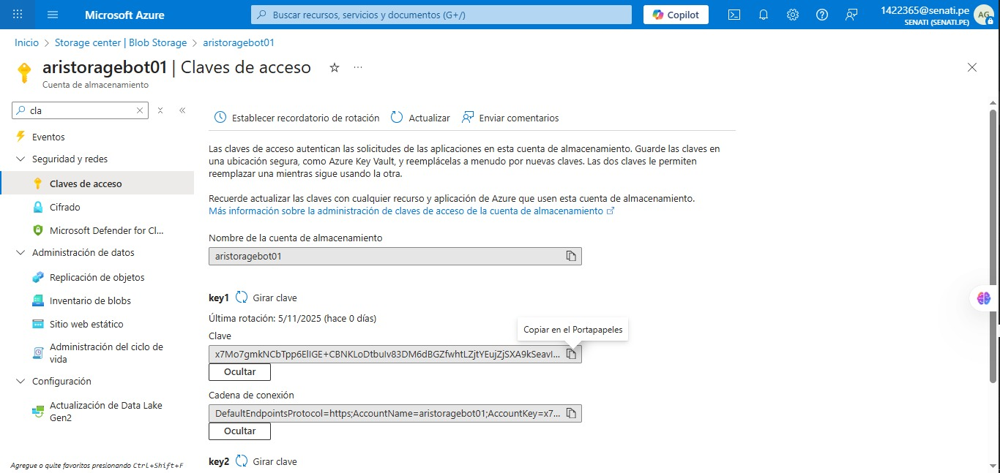 Microsoft Azure
Buscar recursos, servicios y documentos (G+/)
Copilot
1422365@senati.pe
SENATI (SENATI.PE)
AG
Inicio > Storage center | Blob Storage > aristoragebot01
aristoragebot01 | Claves de acceso
Cuenta de almacenamiento
cla
Eventos
Seguridad y redes
Claves de acceso
Cifrado
Microsoft Defender for Cl...
Administración de datos
Replicación de objetos
Inventario de blobs
Sitio web estático
Administración del ciclo de
vida
Configuración
Actualización de Data Lake
Gen2
Agregue o quite favoritos presionando Ctrl+Shift+F
Establecer recordatorio de rotación
Actualizar
Enviar comentarios
Las claves de acceso autentican las solicitudes de las aplicaciones en esta cuenta de almacenamiento. Guarde las claves en
una ubicación segura, como Azure Key Vault, y reemplácelas a menudo por nuevas claves. Las dos claves le permiten
reemplazar una mientras sigue usando la otra.
Recuerde actualizar las claves con cualquier recurso y aplicación de Azure que usen esta cuenta de almacenamiento.
Más información sobre la administración de claves de acceso de la cuenta de almacenamiento
Nombre de la cuenta de almacenamiento
aristoragebot01
key1 Girar clave
Última rotación: 5/11/2025 (hace 0 días)
Copiar en el Portapapeles
Clave
x7Mo7gmkNCbTpp6ElIGE+CBNKLoDtbuIv83DM6dBGZfwhtLZjtYEujZjSXA9kSeavI...
Ocultar
Cadena de conexión
DefaultEndpointsProtocol=https;AccountName=aristoragebot01;AccountKey=x7...
Ocultar
key2 Girar clave